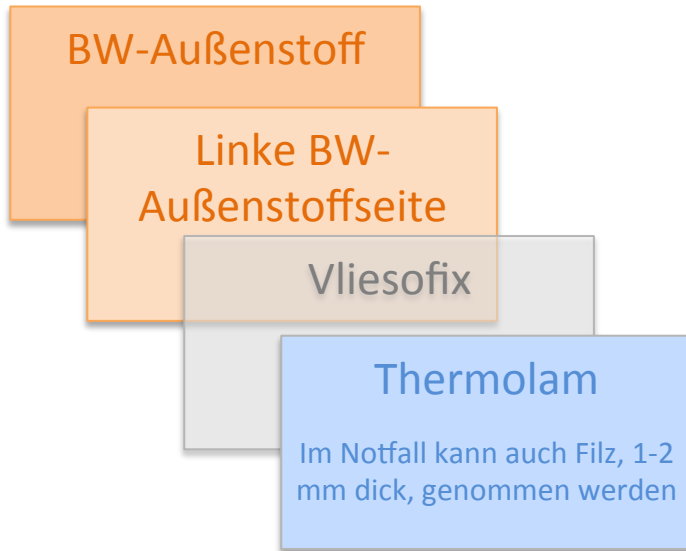 BW-Außenstoff
Linke BW-
Außenstoffseite
Vliesofix
Thermolam
Im Notfall kann auch Filz, 1-2
mm dick, genommen werden